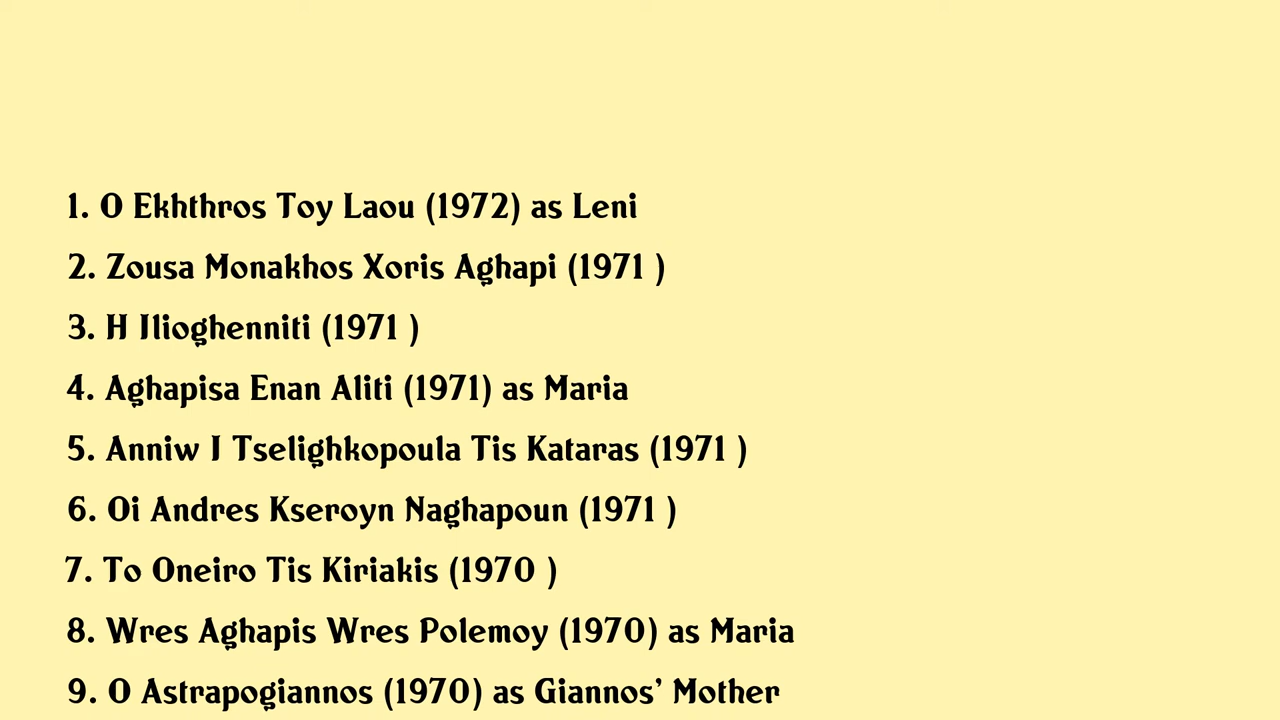 1. O Ekhthros Toy Laou (1972) as Leni
2. Zousa Monakhos Xoris Aghapi (1971 )
3. H Ilioghenniti (1971 )
4. Aghapisa Enan Aliti (1971) as Maria
5. Anniw I Tselighkopoula Tis Kataras (1971 )
6. Oi Andres Kseroyn Naghapoun (1971 )
7. To Oneiro Tis Kiriakis (1970 )
8. Wres Aghapis Wres Polemoy (1970) as Maria
9. O Astrapogiannos (1970) as Giannos' Mother